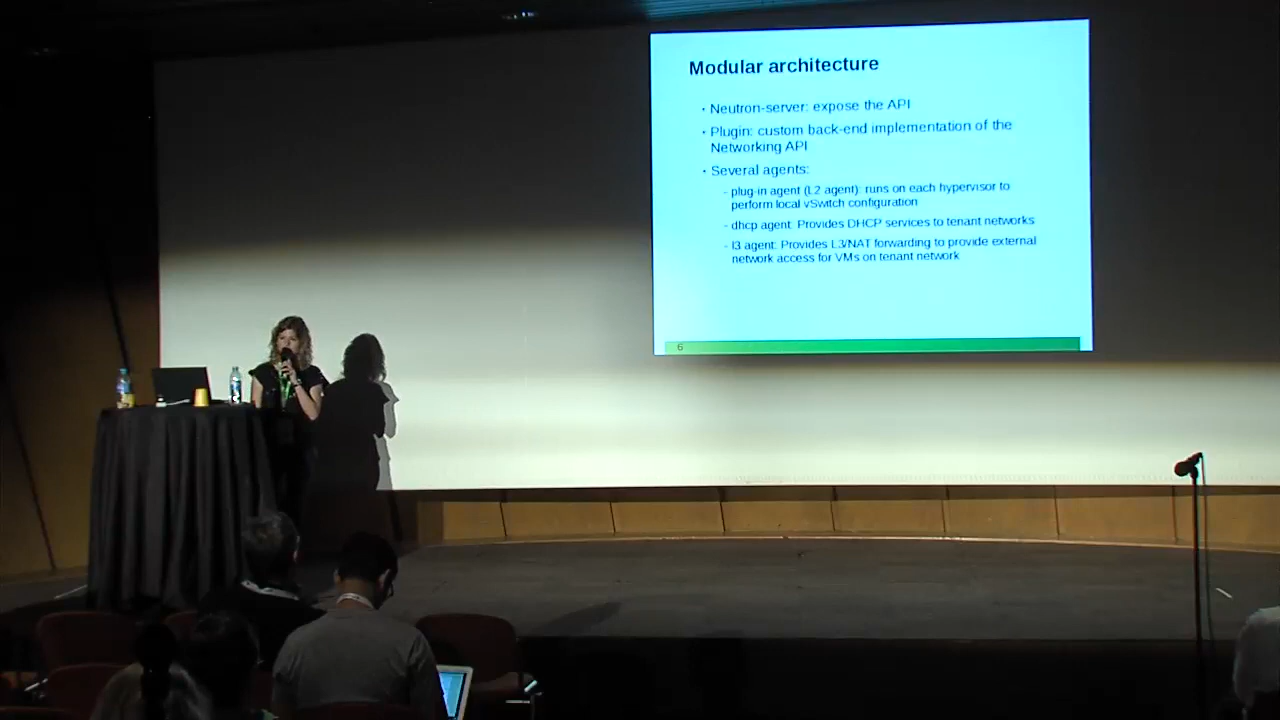 Modular architecture
· Neutron-server: expose the API
· Plugin: custom back-end implementation of the
Networking API
· Several agents:
- plug-in agent (L2 agent): runs on each hypervisor to
perform local vSwitch configuration
- dhcp agent: Provides DHCP services to tenant networks
- l3 agent: Provides L3/NAT forwarding to provide external
network access for VMs on tenant network
6